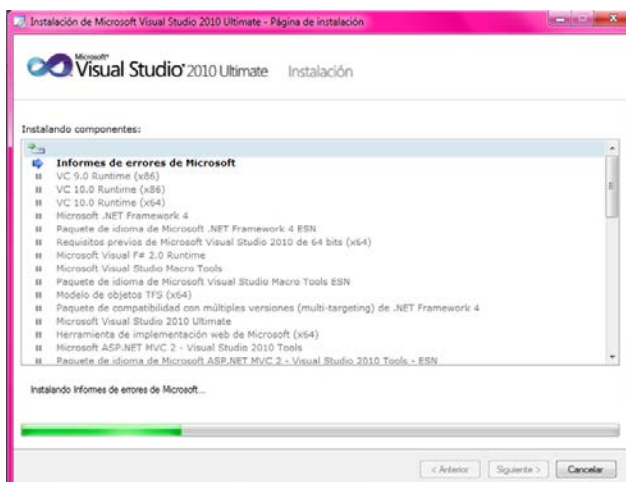 Instalación de Microsoft Visual Studio 2010 Ultimate - Página de instalación
Microsoft®
Visual Studio® 2010 Ultimate Instalación
Instalando componentes:
Informes de errores de Microsoft
VC 9.0 Runtime (x86)
VC 10.0 Runtime (x86)
VC 10.0 Runtime (x64)
Microsoft .NET Framework 4
Paquete de idioma de Microsoft .NET Framework 4 ESN
Requisitos previos de Microsoft Visual Studio 2010 de 64 bits (x64)
Microsoft Visual F# 2.0 Runtime
Microsoft Visual Studio Macro Tools
Paquete de idioma de Microsoft Visual Studio Macro Tools ESN
Modelo de objetos TFS (x64)
Paquete de compatibilidad con múltiples versiones (multi-targeting) de .NET Framework 4
Microsoft Visual Studio 2010 Ultimate
Herramienta de implementación web de Microsoft (x64)
Microsoft ASP.NET MVC 2 - Visual Studio 2010 Tools
Paquete de idioma de Microsoft ASP.NET MVC 2 - Visual Studio 2010 Tools - ESN
Instalando Informes de errores de Microsoft...
< Anterior Siguiente > Cancelar